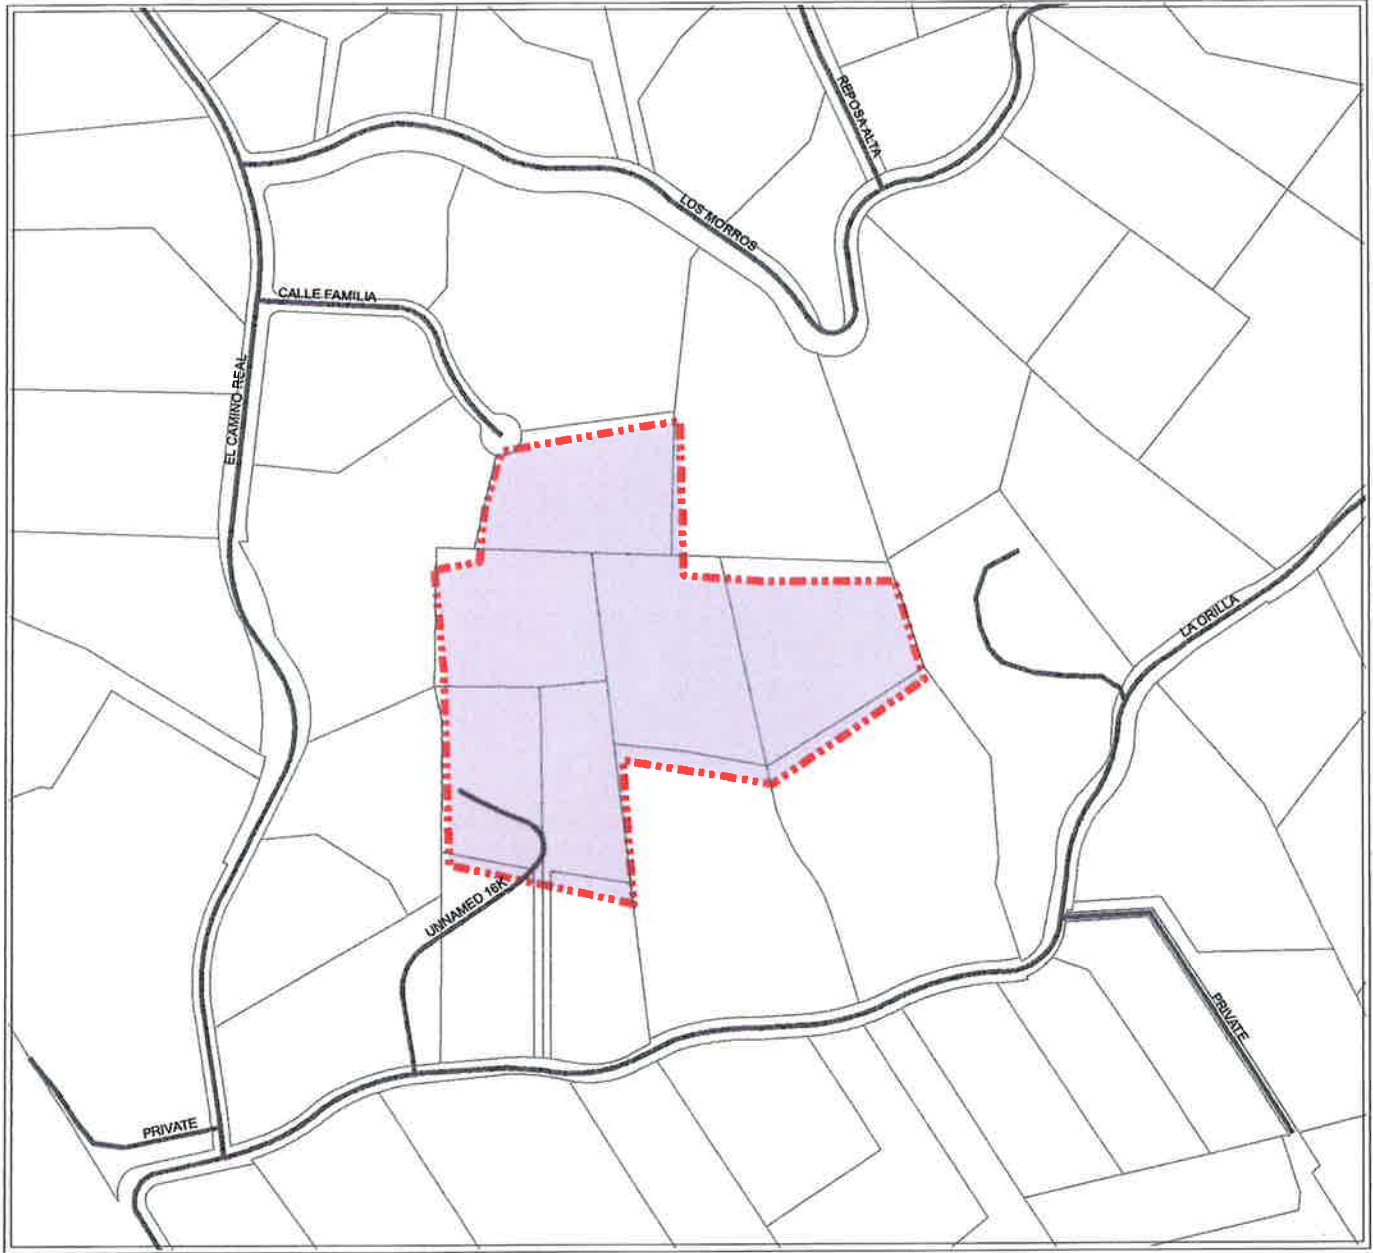 REPOSA ALTA
LOS MORROS
CALLE FAMILIA
EL CAMINO REAL
LA ORILLA
UNNAMED 16K
PRIVATE
PRIVATE